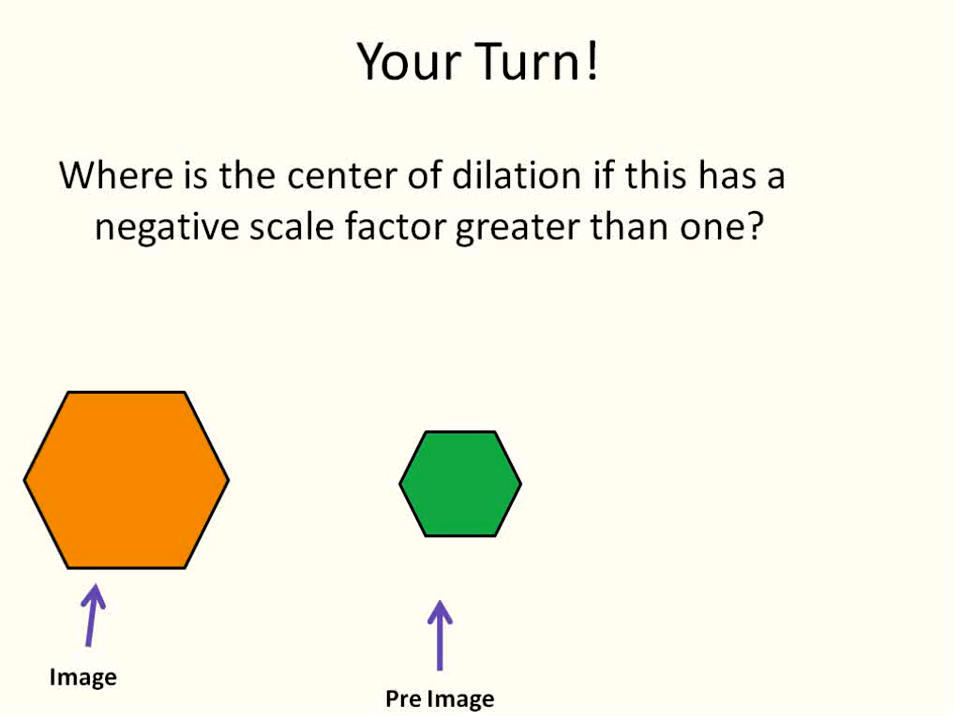 Your Turn!
Where is the center of dilation if this has a
negative scale factor greater than one?
Image
Pre Image